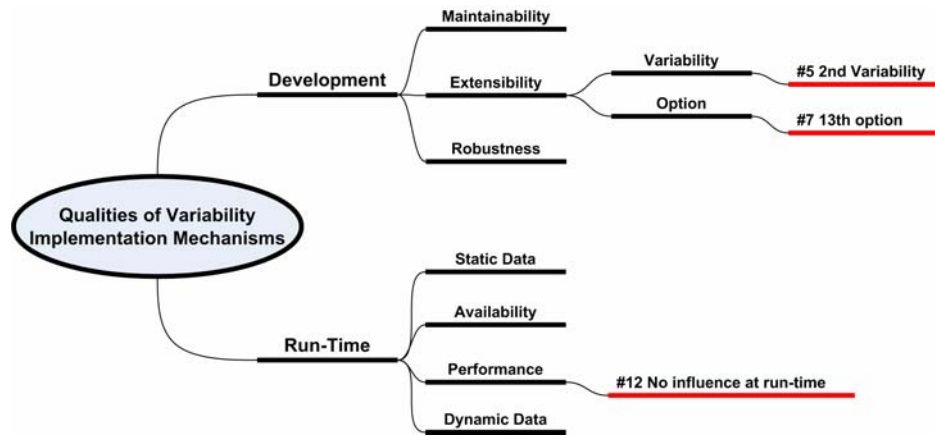 Qualities of Variability
Implementation Mechanisms
Development
Maintainability
Extensibility
Variability
#5 2nd Variability
Option
#7 13th option
Robustness
Run-Time
Static Data
Availability
Performance
#12 No influence at run-time
Dynamic Data